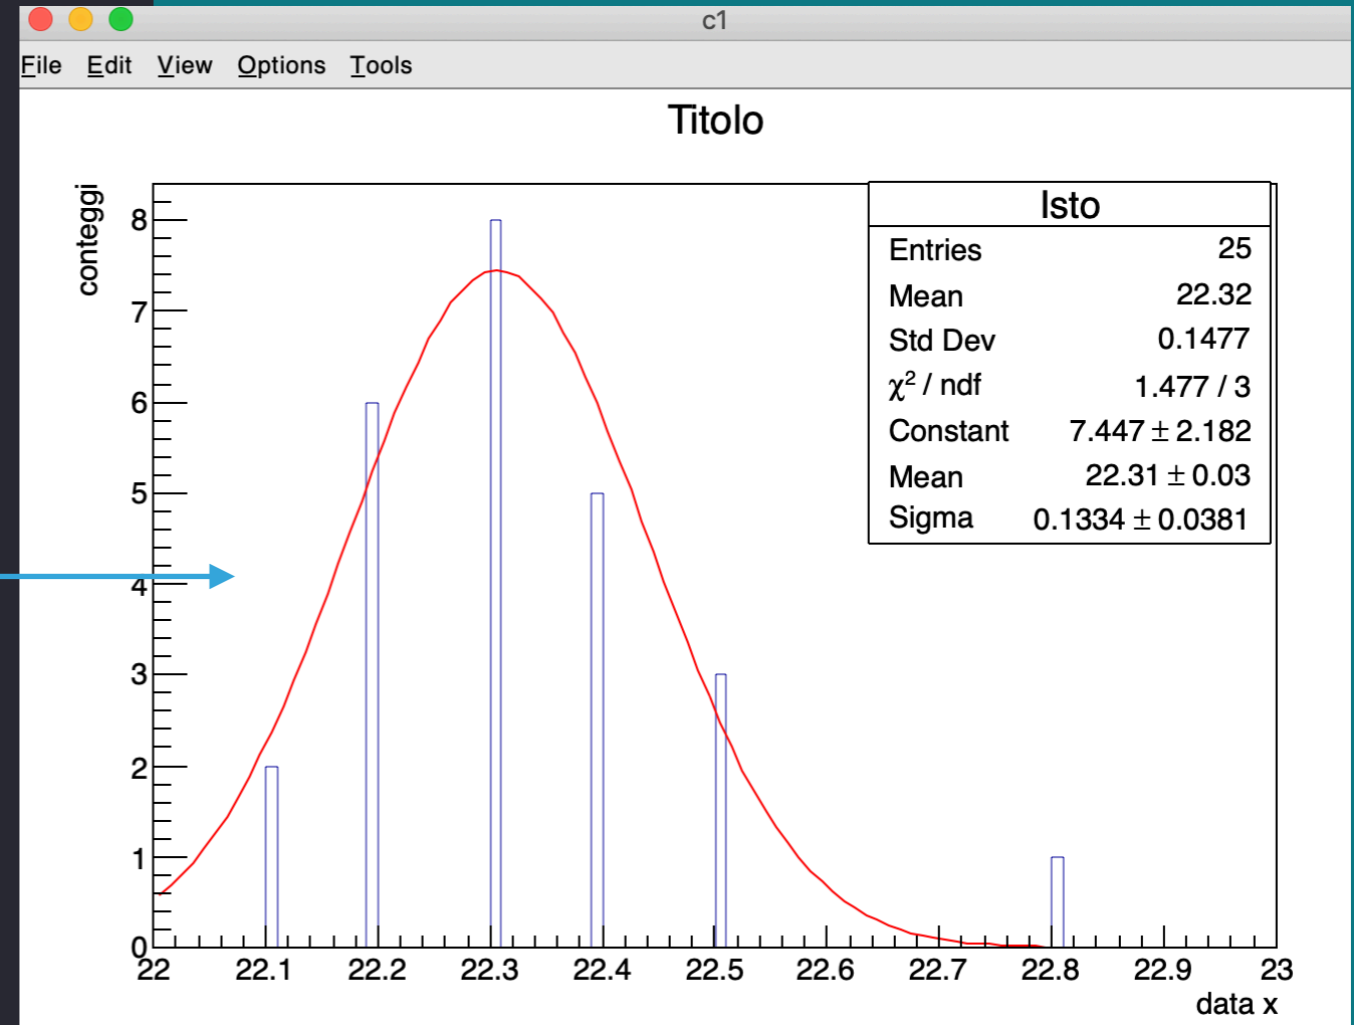 c1
File Edit View Options Tools
Titolo
conteggi
8
7
6
5
4
3
2
1
0
Isto
Entries 25
Mean 22.32
Std Dev 0.1477
χ² / ndf 1.477 / 3
Constant 7.447 ± 2.182
Mean 22.31 ± 0.03
Sigma 0.1334 ± 0.0381
22 22.1 22.2 22.3 22.4 22.5 22.6 22.7 22.8 22.9 23
data x